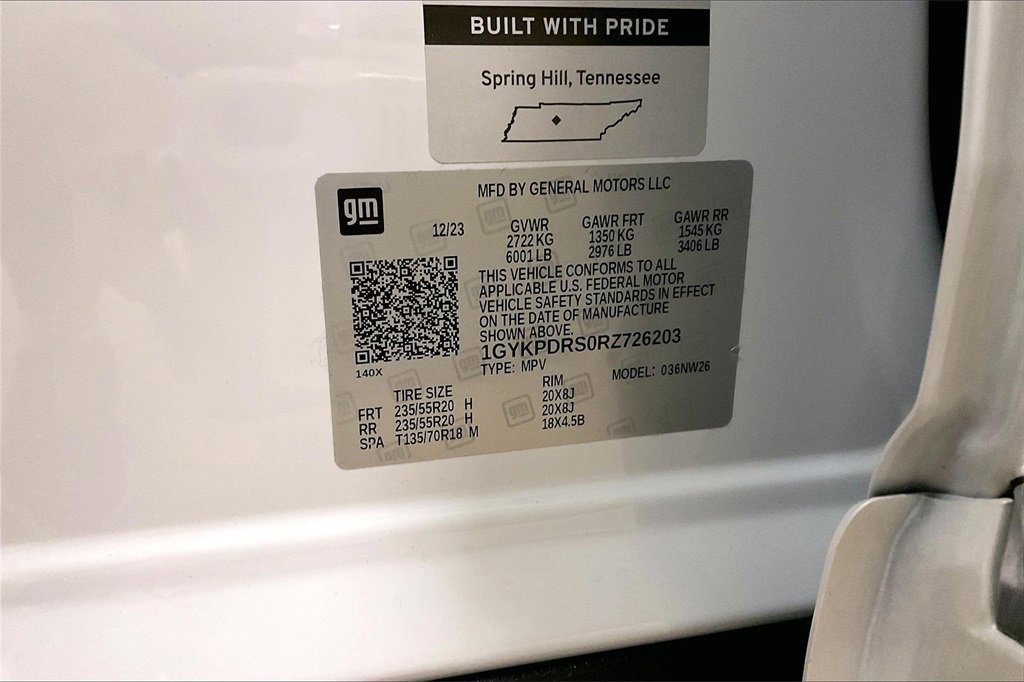 BUILT WITH PRIDE
Spring Hill, Tennessee
gm
MFD BY GENERAL MOTORS LLC
12/23 GVWR GAWR FRT GAWR RR
2722 KG 1350 KG 1545 KG
6001 LB 2976 LB 3406 LB
THIS VEHICLE CONFORMS TO ALL
APPLICABLE U.S. FEDERAL MOTOR
VEHICLE SAFETY STANDARDS IN EFFECT
ON THE DATE OF MANUFACTURE
SHOWN ABOVE.
1GYKPDRS0RZ726203
140X
TYPE: MPV MODEL: 036NW26
TIRE SIZE RIM
FRT 235/55R20 H 20X8J
RR 235/55R20 H 20X8J
SPA T135/70R18 M 18X4.5B